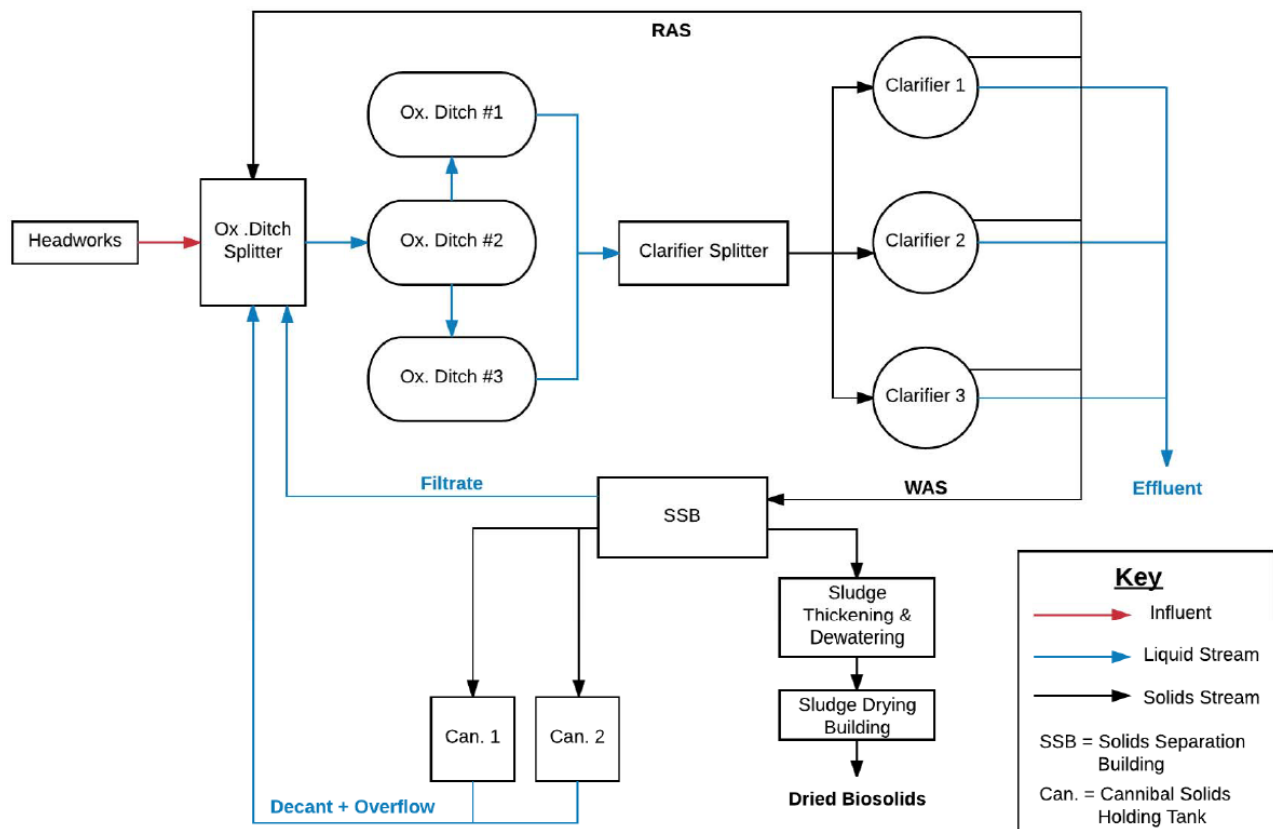 RAS
Ox. Ditch #1
Clarifier 1
Headworks
Ox .Ditch
Splitter
Ox. Ditch #2
Clarifier Splitter
Clarifier 2
Ox. Ditch #3
Clarifier 3
Filtrate
SSB
WAS
Effluent
Sludge
Thickening &
Dewatering
Sludge Drying
Building
Can. 1
Can. 2
Decant + Overflow
Dried Biosolids
Key
Influent
Liquid Stream
Solids Stream
SSB = Solids Separation
Building
Can. = Cannibal Solids
Holding Tank